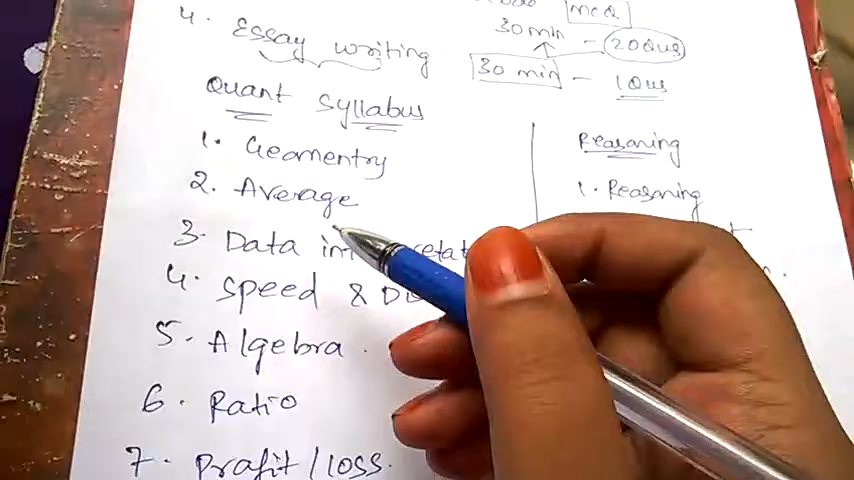 mcq
30 min - 20 Qus
4. Essay writing
30 min - 1 Qus
Quant syllabus
Reasoning
1. Geomentry
1. Reasoning
2. Average
3. Data
4. Speed &
5. Algebra
6. Ratio
7. Profit/loss